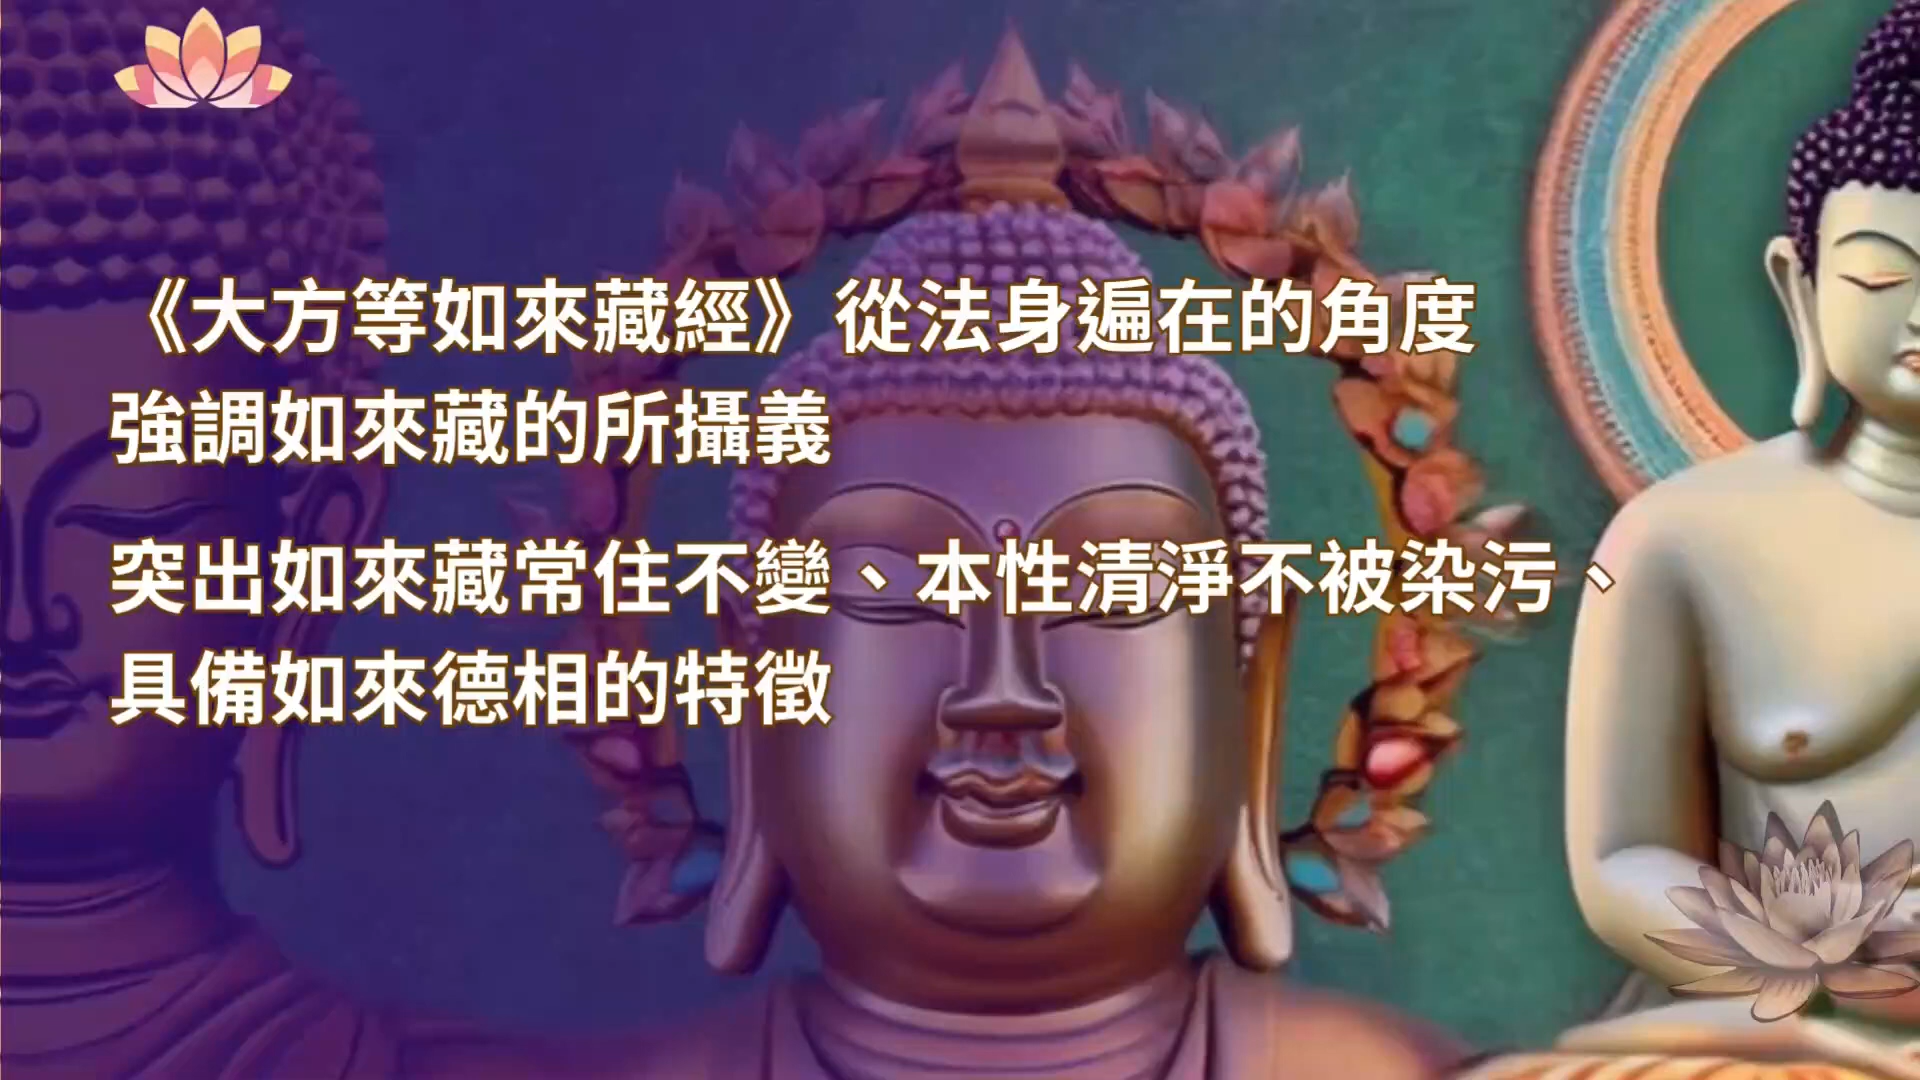 《大方等如來藏經》從法身遍在的角度
強調如來藏的所攝義
突出如來藏常住不變、本性清淨不被染污、
具備如來德相的特徵